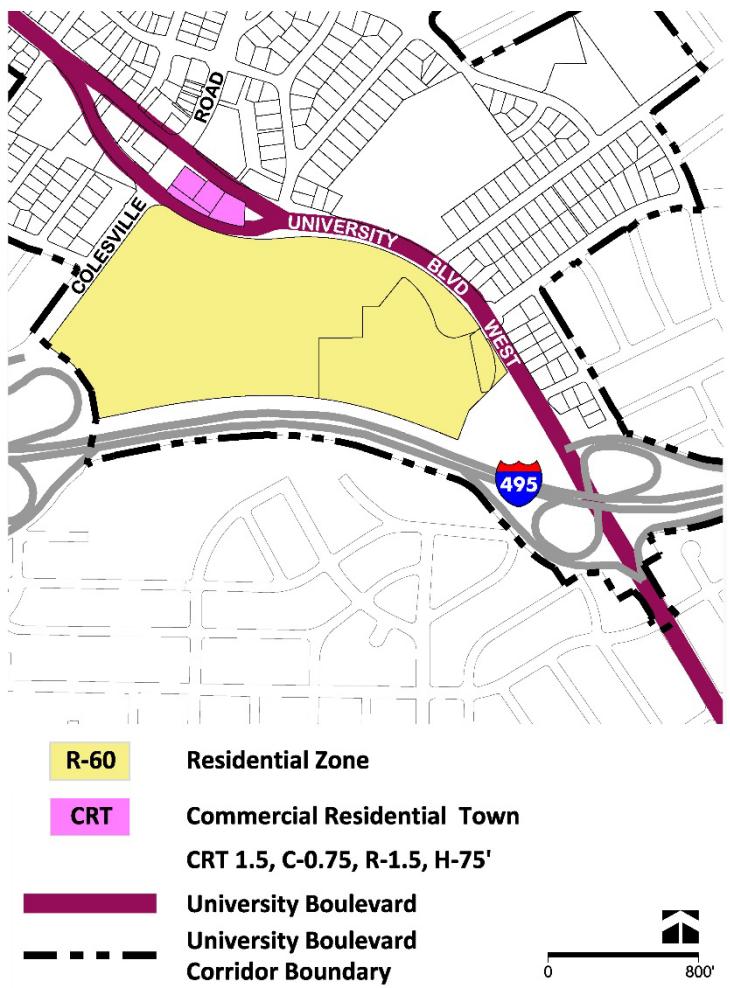 ROAD
COLESVILLE
UNIVERSITY BLVD WEST
495
R-60 Residential Zone
CRT Commercial Residential Town
CRT 1.5, C-0.75, R-1.5, H-75'
University Boulevard
University Boulevard
Corridor Boundary
0 800'